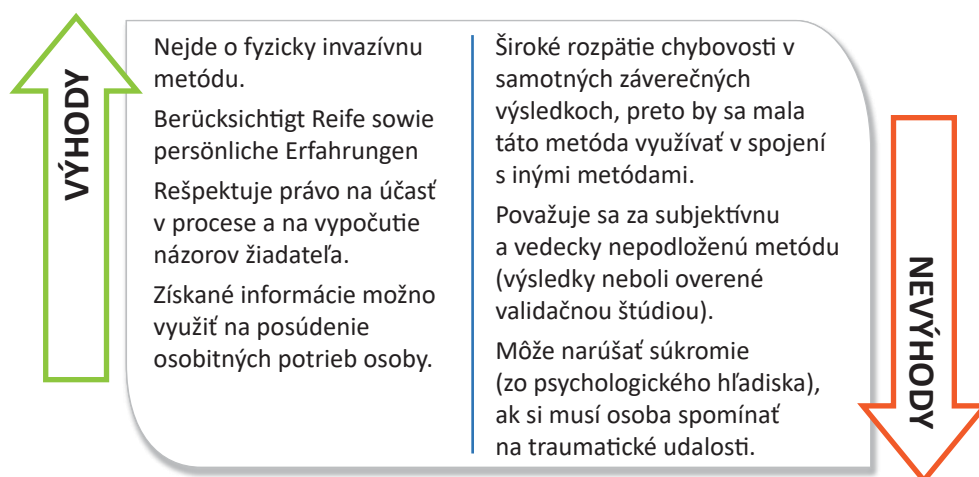 VÝHODY
Nejde o fyzicky invazívnu
metódu.
Berücksichtigt Reife sowie
persönliche Erfahrungen
Rešpektuje právo na účasť
v procese a na vypočutie
názorov žiadateľa.
Získané informácie možno
využiť na posúdenie
osobitných potrieb osoby.
Široké rozpätie chybovosti v
samotných záverečných
výsledkoch, preto by sa mala
táto metóda využívať v spojení
s inými metódami.
Považuje sa za subjektívnu
a vedecky nepodloženú metódu
(výsledky neboli overené
validačnou štúdiou).
Môže narúšať súkromie
(zo psychologického hľadiska),
ak si musí osoba spomínať
na traumatické udalosti.
NEVÝHODY